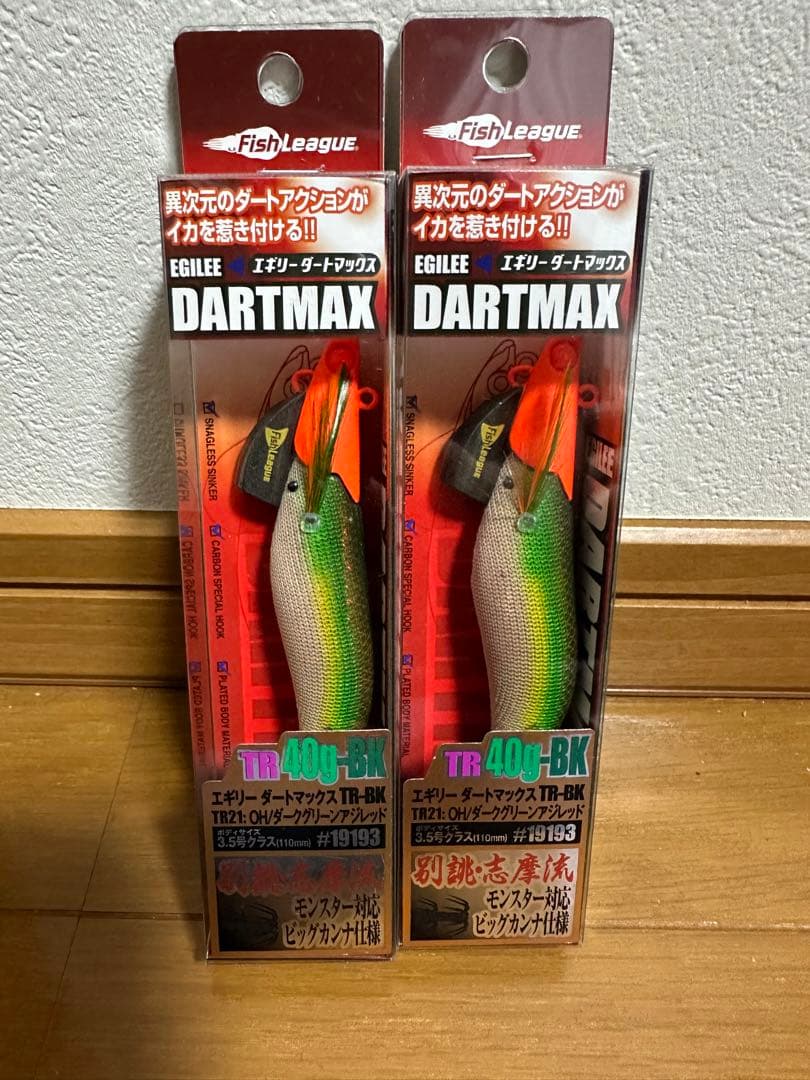 FishLeague
異次元のダートアクションが
イカを惹き付ける!!
EGILEE エギリーダートマックス
DARTMAX
FishLeague
SNAGLESS SINKER
CARBON SPECIAL HOOK
PLATED BODY MATERIAL
TR 40g-BK
エギリー ダートマックス TR-BK
TR21: OH/ダークグリーンアジレッド
ボディサイズ
3.5号クラス(110mm) #19193
別誂・志摩流
モンスター対応
ビッグカンナ仕様
FishLeague
異次元のダートアクションが
イカを惹き付ける!!
EGILEE エギリーダートマックス
DARTMAX
FishLeague
SNAGLESS SINKER
CARBON SPECIAL HOOK
PLATED BODY MATERIAL
EGILEE
TR 40g-BK
エギリー ダートマックス TR-BK
TR21: OH/ダークグリーンアジレッド
ボディサイズ
3.5号クラス(110mm) #19193
別誂・志摩流
モンスター対応
ビッグカンナ仕様